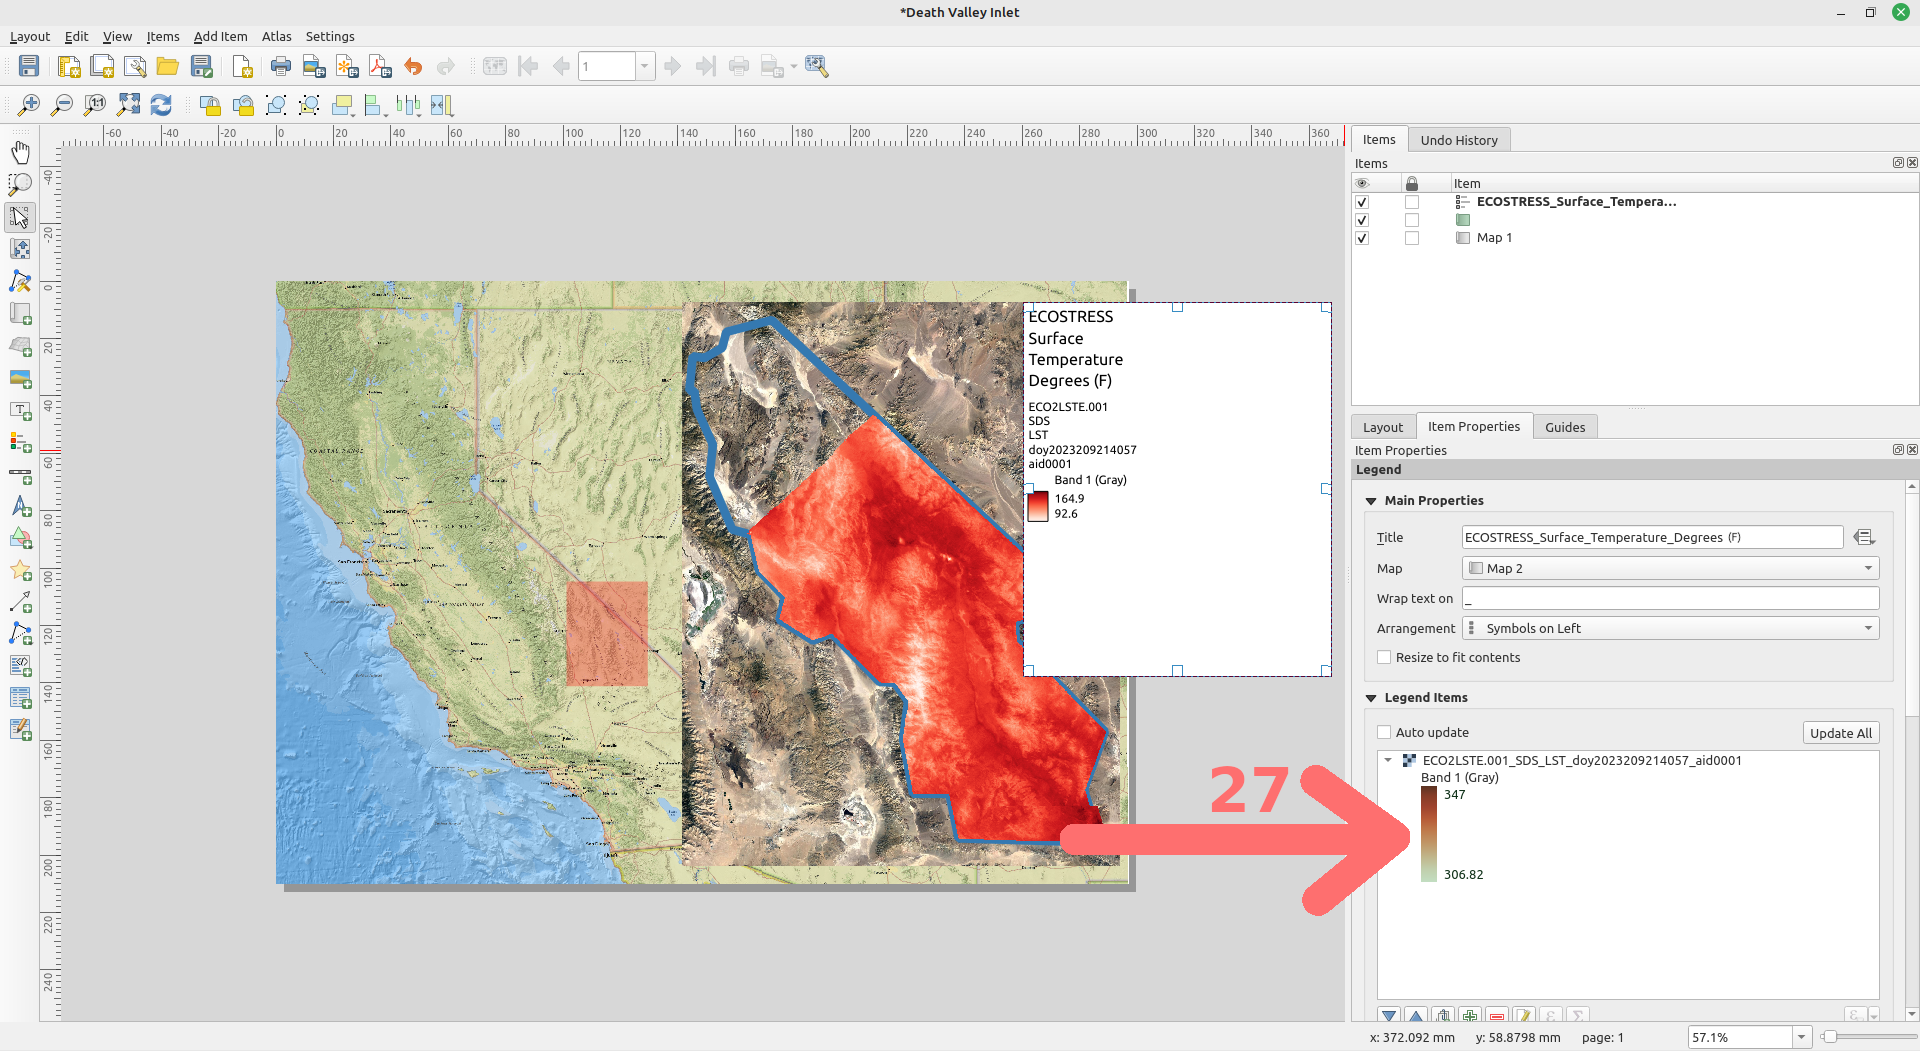 *Death Valley Inlet
Layout Edit View Items Add Item Atlas Settings
1
-60 -40 -20 0 20 40 60 80 100 120 140 160 180 200 220 240 260 280 300 320 340 360
-40
-20
0
20
40
60
80
100
120
140
160
180
200
220
240
Items Undo History
Items
Item
ECOSTRESS_Surface_Tempera...
Map 1
ECOSTRESS
Surface
Temperature
Degrees (F)
ECO2LSTE.001
SDS
LST
doy2023209214057
aid0001
Band 1 (Gray)
164.9
92.6
Layout Item Properties Guides
Item Properties
Legend
Main Properties
Title ECOSTRESS_Surface_Temperature_Degrees (F)
Map Map 2
Wrap text on _
Arrangement Symbols on Left
Resize to fit contents
Legend Items
Auto update Update All
ECO2LSTE.001_SDS_LST_doy2023209214057_aid0001
Band 1 (Gray)
347
306.82
27
x: 372.092 mm y: 58.8798 mm page: 1 57.1%